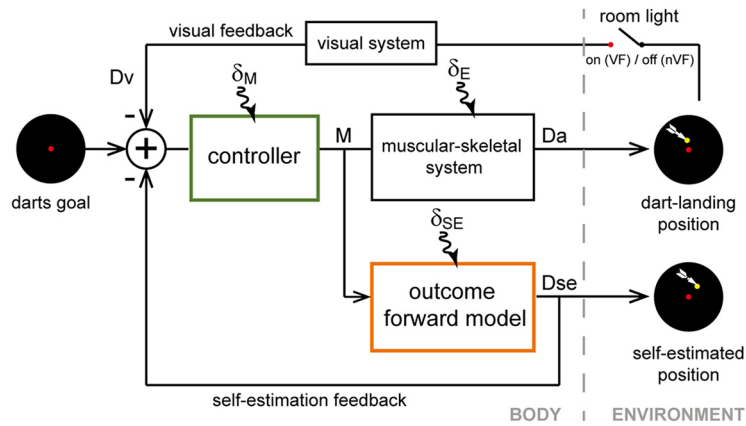 room light
visual feedback
visual system
on (VF) / off (nVF)
Dv
δM
δE
-
+
-
controller
M
muscular-skeletal
system
Da
darts goal
dart-landing
position
δSE
outcome
forward model
Dse
self-estimated
position
self-estimation feedback
BODY
ENVIRONMENT